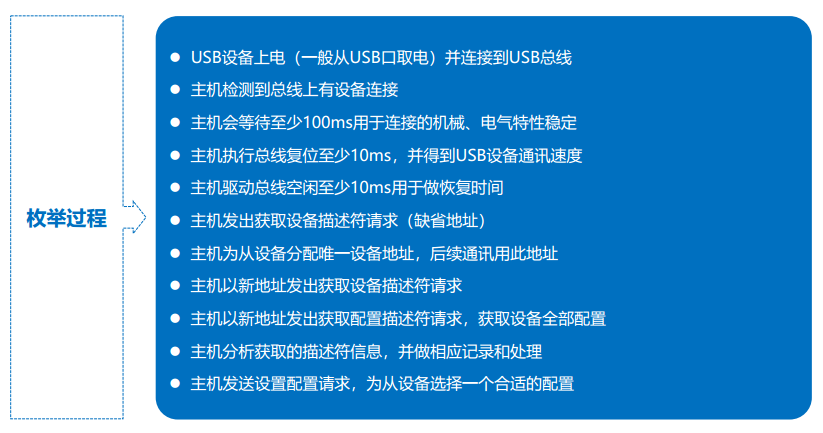 枚举过程
● USB设备上电（一般从USB口取电）并连接到USB总线
● 主机检测到总线上有设备连接
● 主机会等待至少100ms用于连接的机械、电气特性稳定
● 主机执行总线复位至少10ms，并得到USB设备通讯速度
● 主机驱动总线空闲至少10ms用于做恢复时间
● 主机发出获取设备描述符请求（缺省地址）
● 主机为从设备分配唯一设备地址，后续通讯用此地址
● 主机以新地址发出获取设备描述符请求
● 主机以新地址发出获取配置描述符请求，获取设备全部配置
● 主机分析获取的描述符信息，并做相应记录和处理
● 主机发送设置配置请求，为从设备选择一个合适的配置